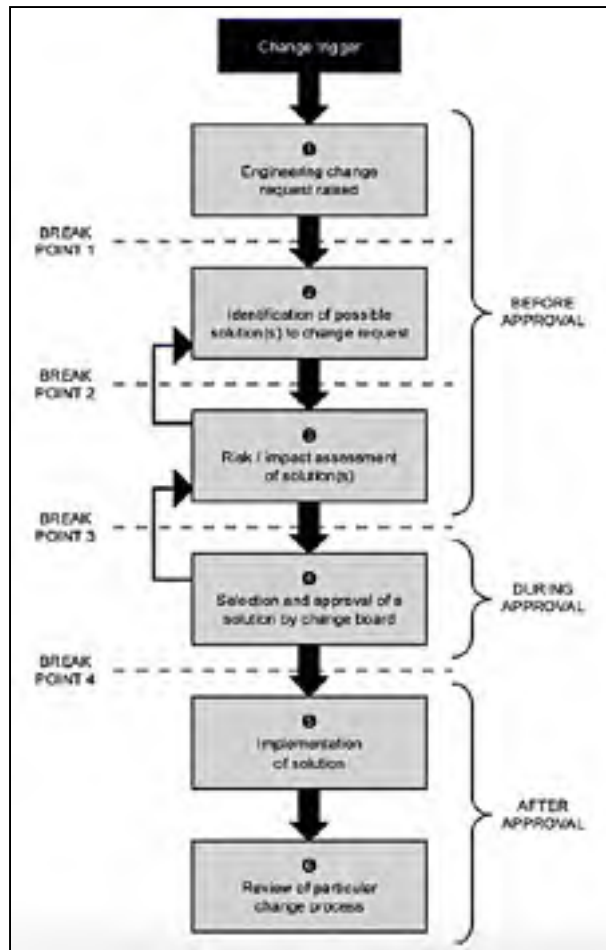 Change trigger
1
Engineering change
request raised
BREAK
POINT 1
2
Identification of possible
solution(s) to change request
BEFORE
APPROVAL
BREAK
POINT 2
3
Risk / impact assessment
of solution(s)
BREAK
POINT 3
4
Selection and approval of a
solution by change board
DURING
APPROVAL
BREAK
POINT 4
5
Implementation
of solution
AFTER
APPROVAL
6
Review of particular
change process